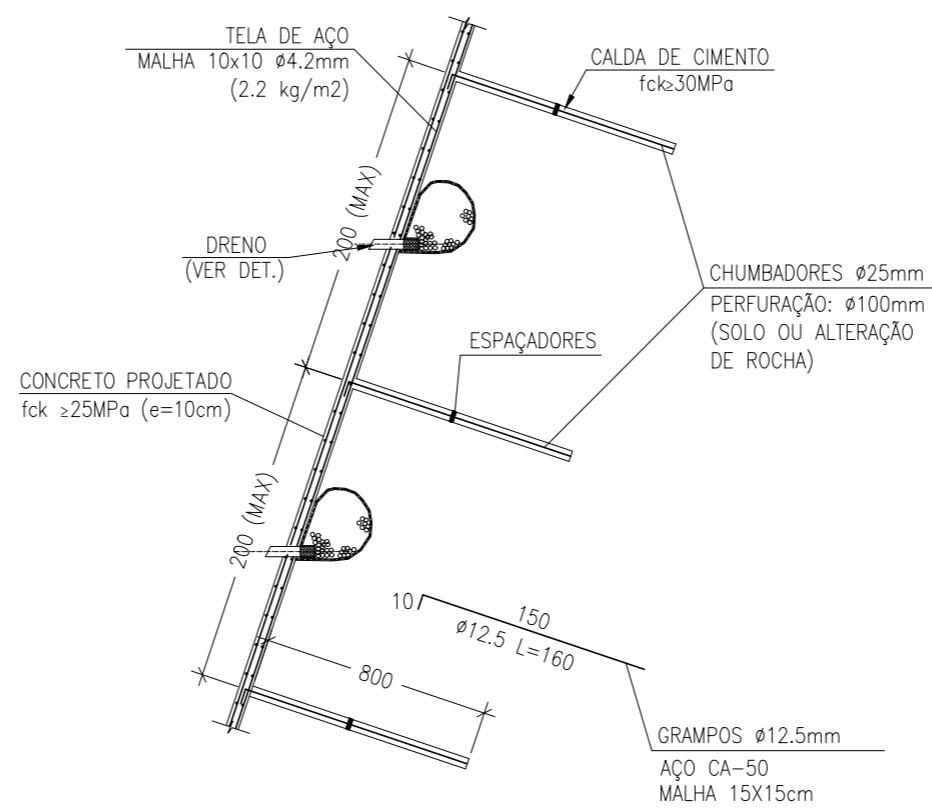 TELA DE AÇO
MALHA 10x10 ø4.2mm
(2.2 kg/m2)
CALDA DE CIMENTO
fck≥30MPa
200 (MAX)
DRENO
(VER DET.)
CHUMBADORES ø25mm
PERFURAÇÃO: ø100mm
(SOLO OU ALTERAÇÃO
DE ROCHA)
ESPAÇADORES
CONCRETO PROJETADO
fck ≥25MPa (e=10cm)
200 (MAX)
10
150
ø12.5 L=160
800
GRAMPOS ø12.5mm
AÇO CA-50
MALHA 15X15cm